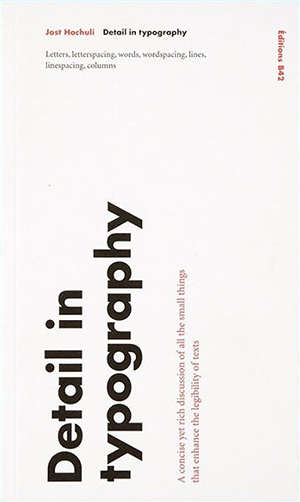 Jost Hochuli Detail in typography
Letters, letterspacing, words, wordspacing, lines,
linespacing, columns
Éditions B42
Detail in
typography
A concise yet rich discussion of all the small things
that enhance the legibility of texts